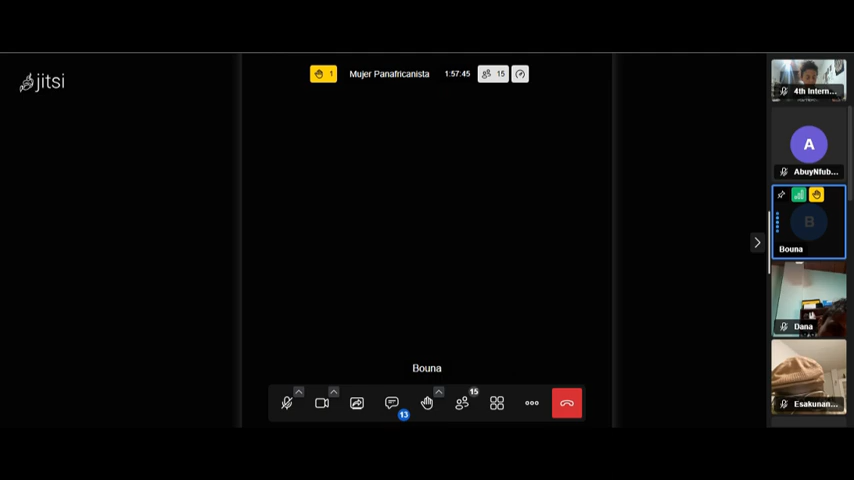 jitsi
1
Mujer Panafricanista
1:57:45
15
4th Intern...
A
AbuyNfub...
B
Bouna
Dana
Esakunan...
Bouna
15
13